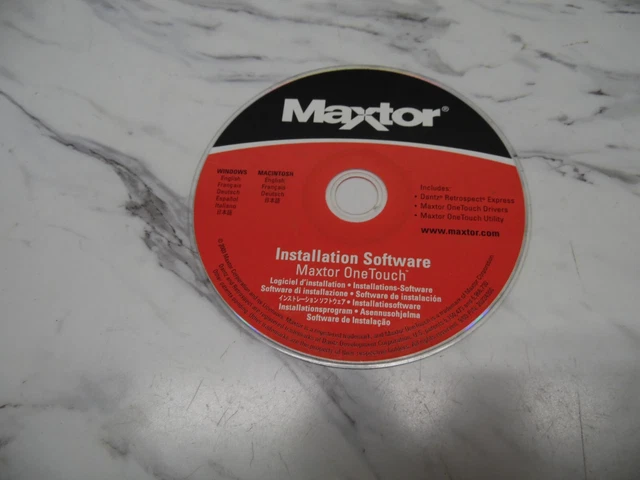 Maxtor®
WINDOWS
English
Français
Deutsch
Español
Italiano
日本語
MACINTOSH
English
Français
Deutsch
日本語
Includes:
• Dantz® Retrospect® Express
• Maxtor OneTouch Drivers
• Maxtor OneTouch Utility
www.maxtor.com
Installation Software
Maxtor OneTouch™
Logiciel d'installation • Installations-Software
Software di installazione • Software de instalación
インストレーション ソフトウェア • Installatiesoftware
Installationsprogram • Asennusohjelma
Software de Instalação